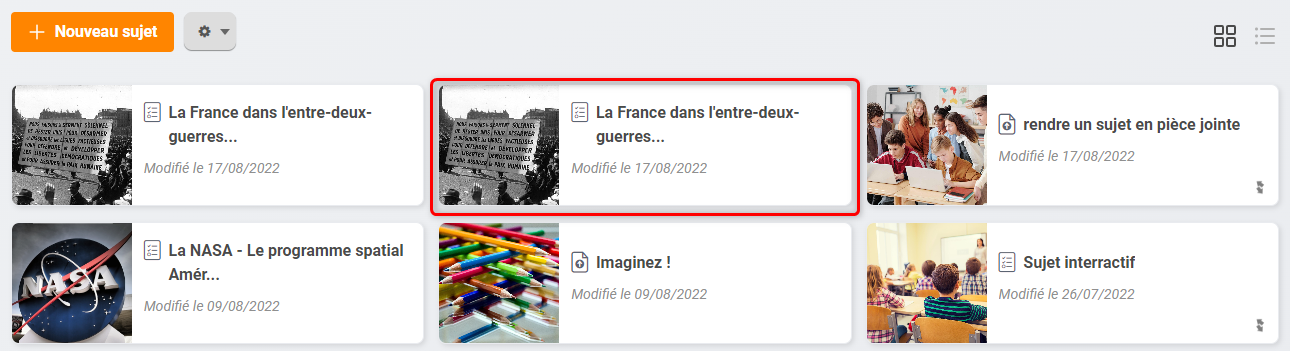 Nouveau sujet
La France dans l'entre-deux-
guerres...
Modifié le 17/08/2022
La France dans l'entre-deux-
guerres...
Modifié le 17/08/2022
rendre un sujet en pièce jointe
Modifié le 17/08/2022
La NASA - Le programme spatial
Amér...
Modifié le 09/08/2022
NASA
Imaginez !
Modifié le 09/08/2022
Sujet interractif
Modifié le 26/07/2022